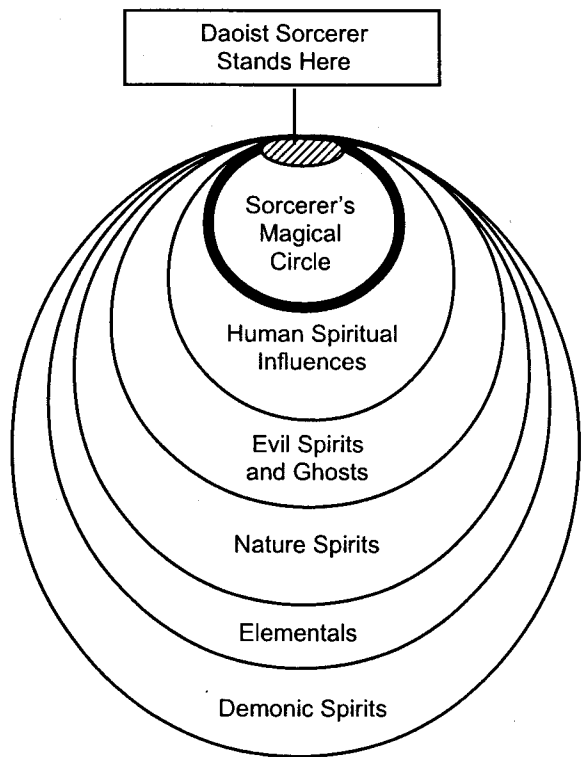 Daoist Sorcerer
Stands Here
Sorcerer's
Magical
Circle
Human Spiritual
Influences
Evil Spirits
and Ghosts
Nature Spirits
Elementals
Demonic Spirits